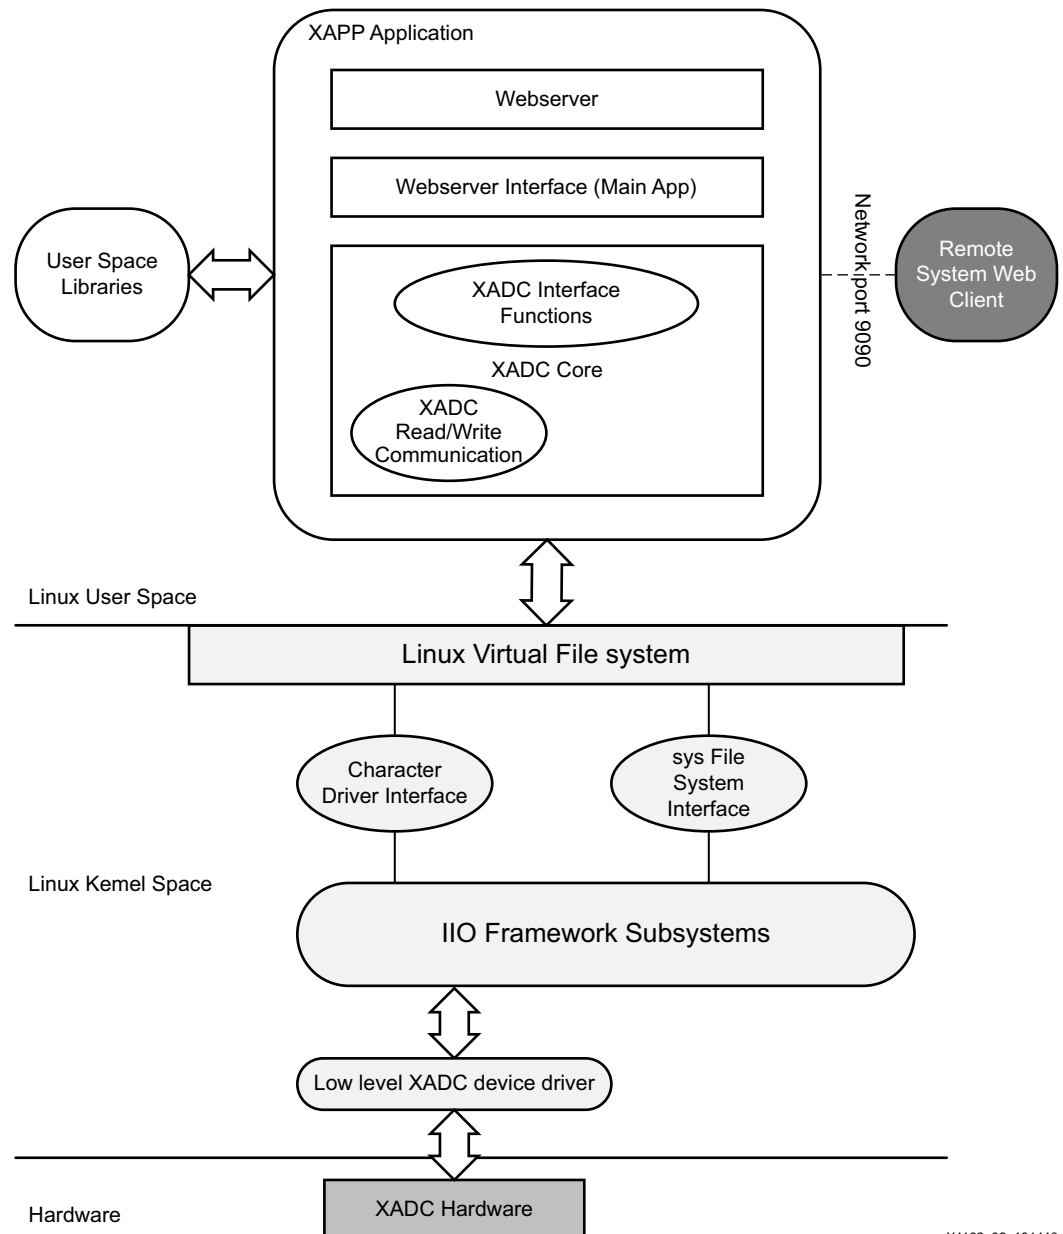 XAPP Application
Webserver
Webserver Interface (Main App)
User Space
Libraries
XADC Interface
Functions
XADC Core
XADC
Read/Write
Communication
Network port 9090
Remote
System Web
Client
Linux User Space
Linux Virtual File system
Character
Driver Interface
sys File
System
Interface
Linux Kernel Space
IIO Framework Subsystems
Low level XADC device driver
XADC Hardware
Hardware